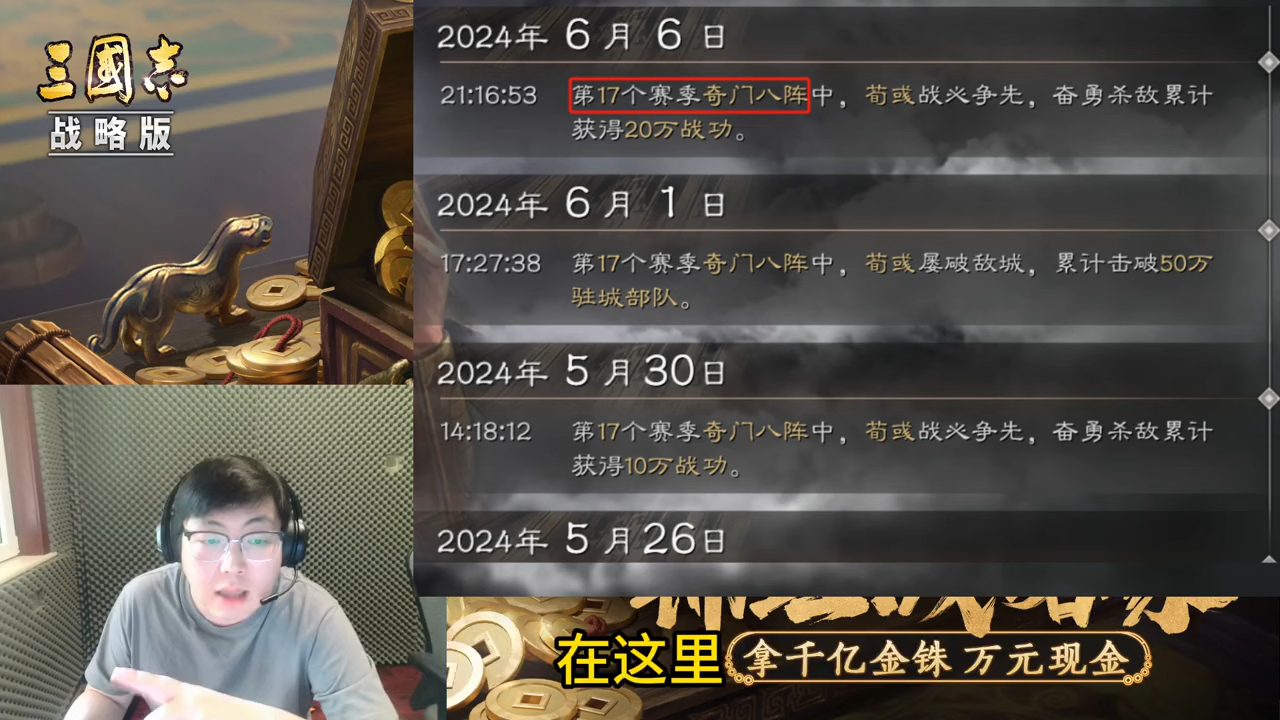 三國志
战略版
2024年 6 月 6 日
21:16:53 第17个赛季奇门八阵中，荀彧战必争先，奋勇杀敌累计
获得20万战功。
2024年 6 月 1 日
17:27:38 第17个赛季奇门八阵中，荀彧屡破敌城，累计击破50万
驻城部队。
2024年 5 月 30 日
14:18:12 第17个赛季奇门八阵中，荀彧战必争先，奋勇杀敌累计
获得10万战功。
2024年 5 月 26 日
在这里
拿千亿金铢 万元现金